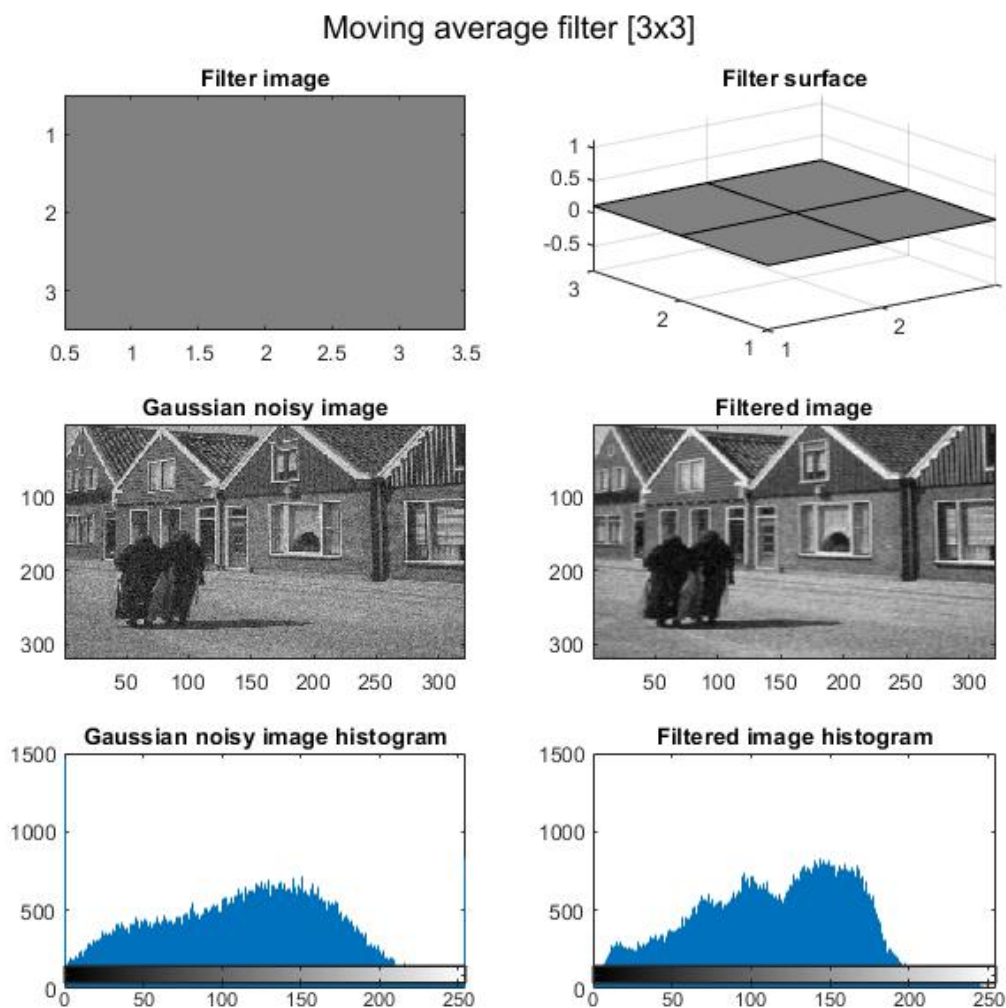 Moving average filter [3x3]
Filter image
1
2
3
0.5 1 1.5 2 2.5 3 3.5
Filter surface
1
0.5
0
-0.5
3
2
1
1
2
Gaussian noisy image
100
200
300
50 100 150 200 250 300
Filtered image
100
200
300
50 100 150 200 250 300
Gaussian noisy image histogram
1500
1000
500
0
0 50 100 150 200 250
Filtered image histogram
1500
1000
500
0
0 50 100 150 200 250